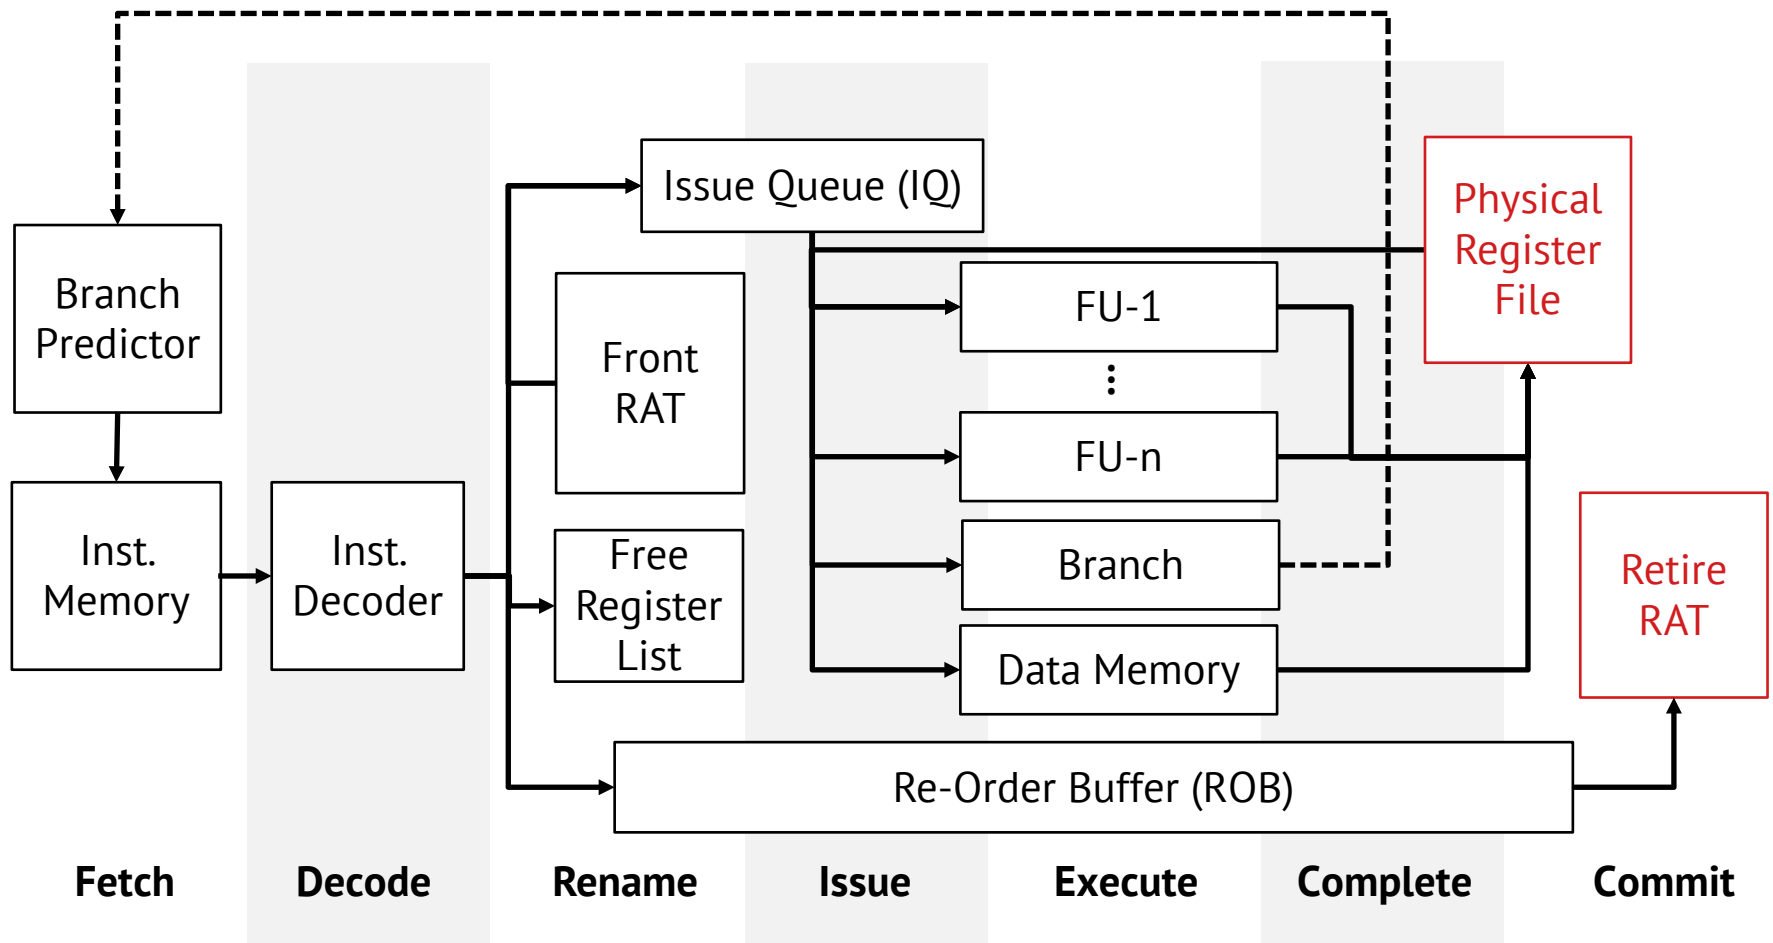 Issue Queue (IQ)
Physical
Register
File
Branch
Predictor
FU-1
Front
RAT
FU-n
Inst.
Memory
Inst.
Decoder
Free
Register
List
Branch
Retire
RAT
Data Memory
Re-Order Buffer (ROB)
Fetch
Decode
Rename
Issue
Execute
Complete
Commit